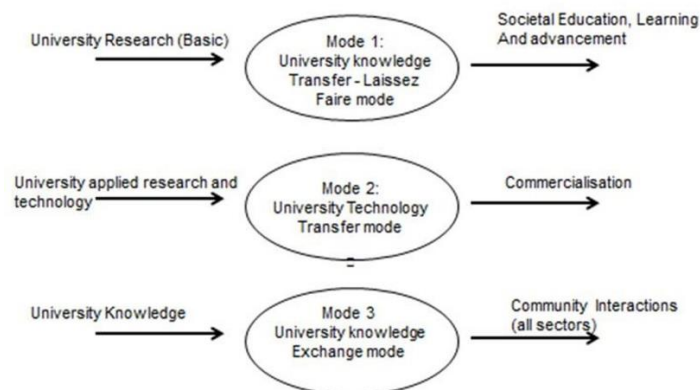 University Research (Basic)
Mode 1:
University knowledge
Transfer - Laissez
Faire mode
Societal Education, Learning
And advancement
University applied research and
technology
Mode 2:
University Technology
Transfer mode
Commercialisation
University Knowledge
Mode 3
University knowledge
Exchange mode
Community Interactions
(all sectors)